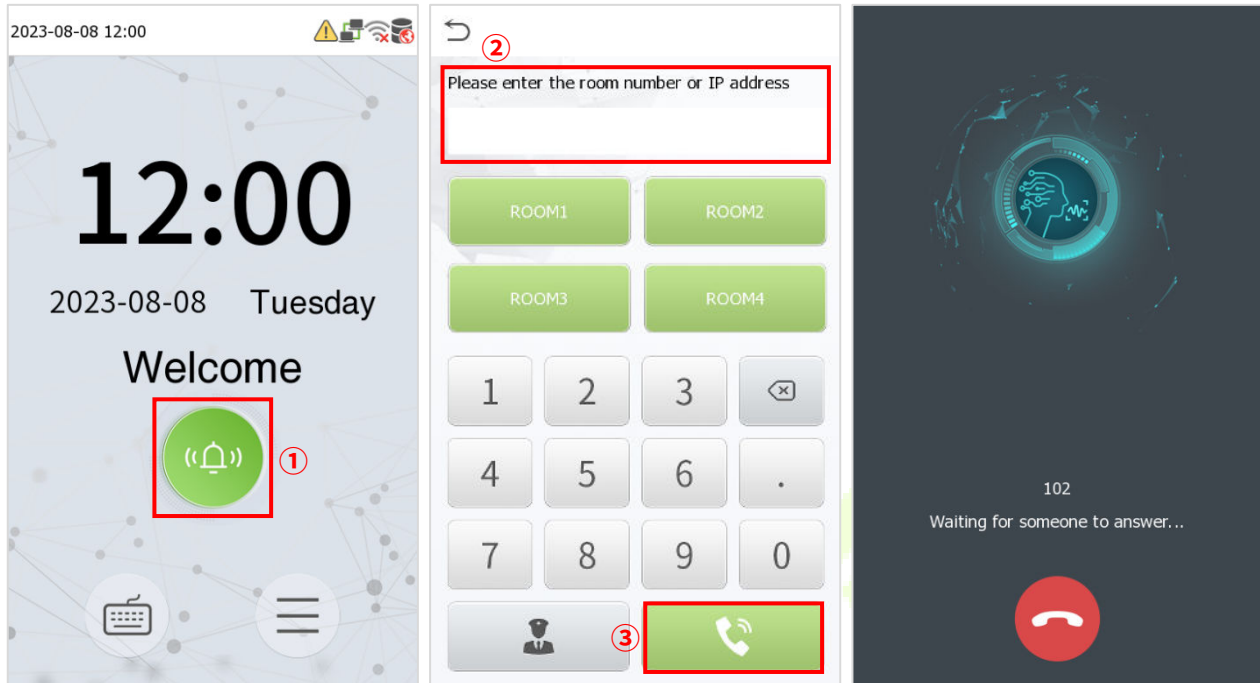 2023-08-08 12:00
12:00
2023-08-08 Tuesday
Welcome
①
②
Please enter the room number or IP address
ROOM1 ROOM2
ROOM3 ROOM4
1 2 3
4 5 6 .
7 8 9 0
③
102
Waiting for someone to answer...